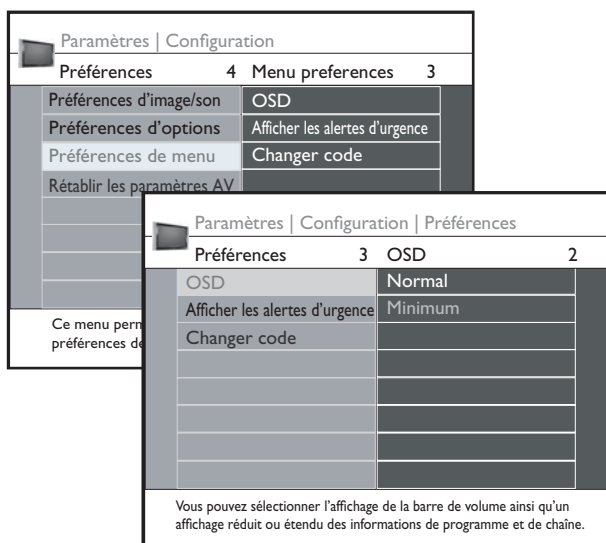 Paramètres | Configuration
Préférences 4 Menu preferences 3
Préférences d'image/son OSD
Préférences d'options Afficher les alertes d'urgence
Préférences de menu Changer code
Rétablir les paramètres AV
Ce menu
préférences
Paramètres | Configuration | Préférences
Préférences 3 OSD 2
OSD Normal
Afficher les alertes d'urgence Minimum
Changer code
Vous pouvez sélectionner l'affichage de la barre de volume ainsi qu'un
affichage réduit ou étendu des informations de programme et de chaîne.